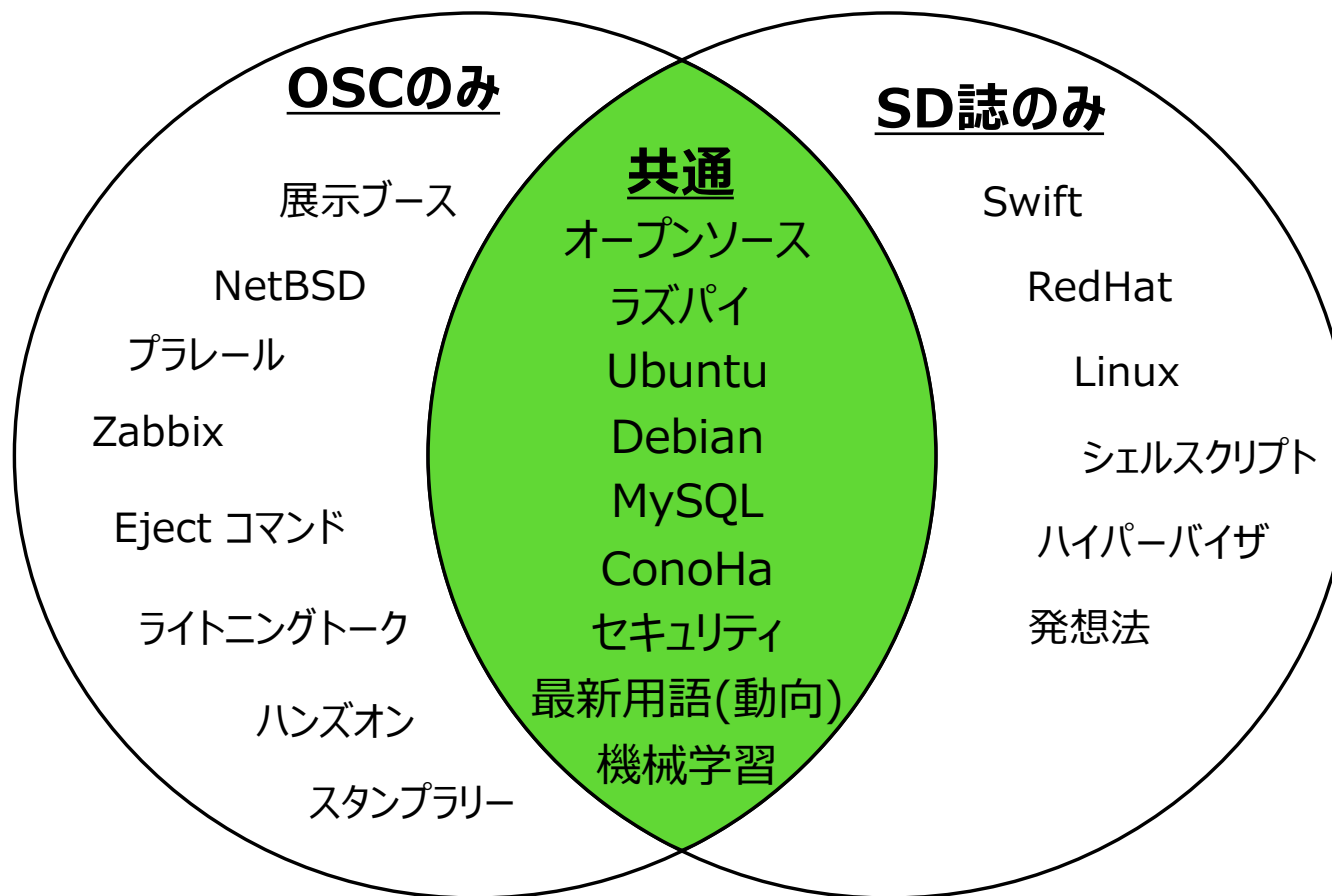 OSCのみ
展示ブース
NetBSD
プラレール
Zabbix
Eject コマンド
ライトニングトーク
ハンズオン
スタンプラリー
共通
オープンソース
ラズパイ
Ubuntu
Debian
MySQL
ConoHa
セキュリティ
最新用語(動向)
機械学習
SD誌のみ
Swift
RedHat
Linux
シェルスクリプト
ハイパーバイザ
発想法